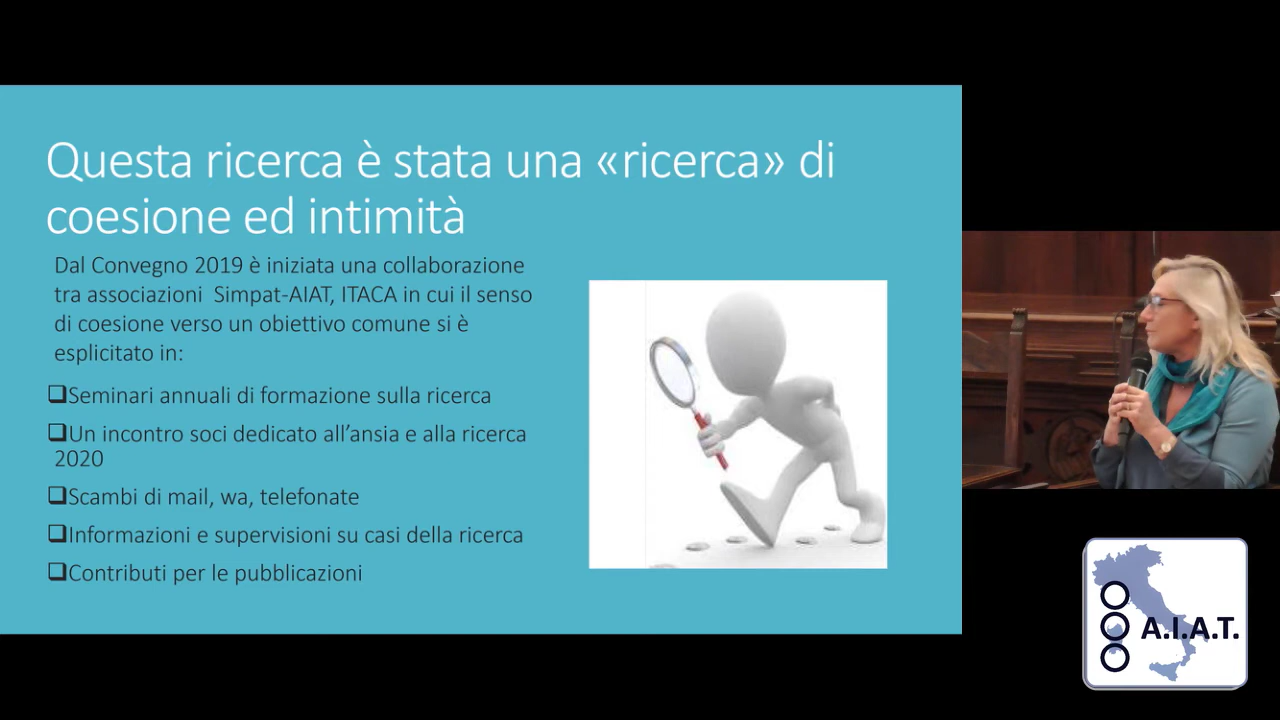 Questa ricerca è stata una «ricerca» di
coesione ed intimità
Dal Convegno 2019 è iniziata una collaborazione
tra associazioni Simpat-AIAT, ITACA in cui il senso
di coesione verso un obiettivo comune si è
esplicitato in:
❑Seminari annuali di formazione sulla ricerca
❑Un incontro soci dedicato all’ansia e alla ricerca
2020
❑Scambi di mail, wa, telefonate
❑Informazioni e supervisioni su casi della ricerca
❑Contributi per le pubblicazioni
A.I.A.T.